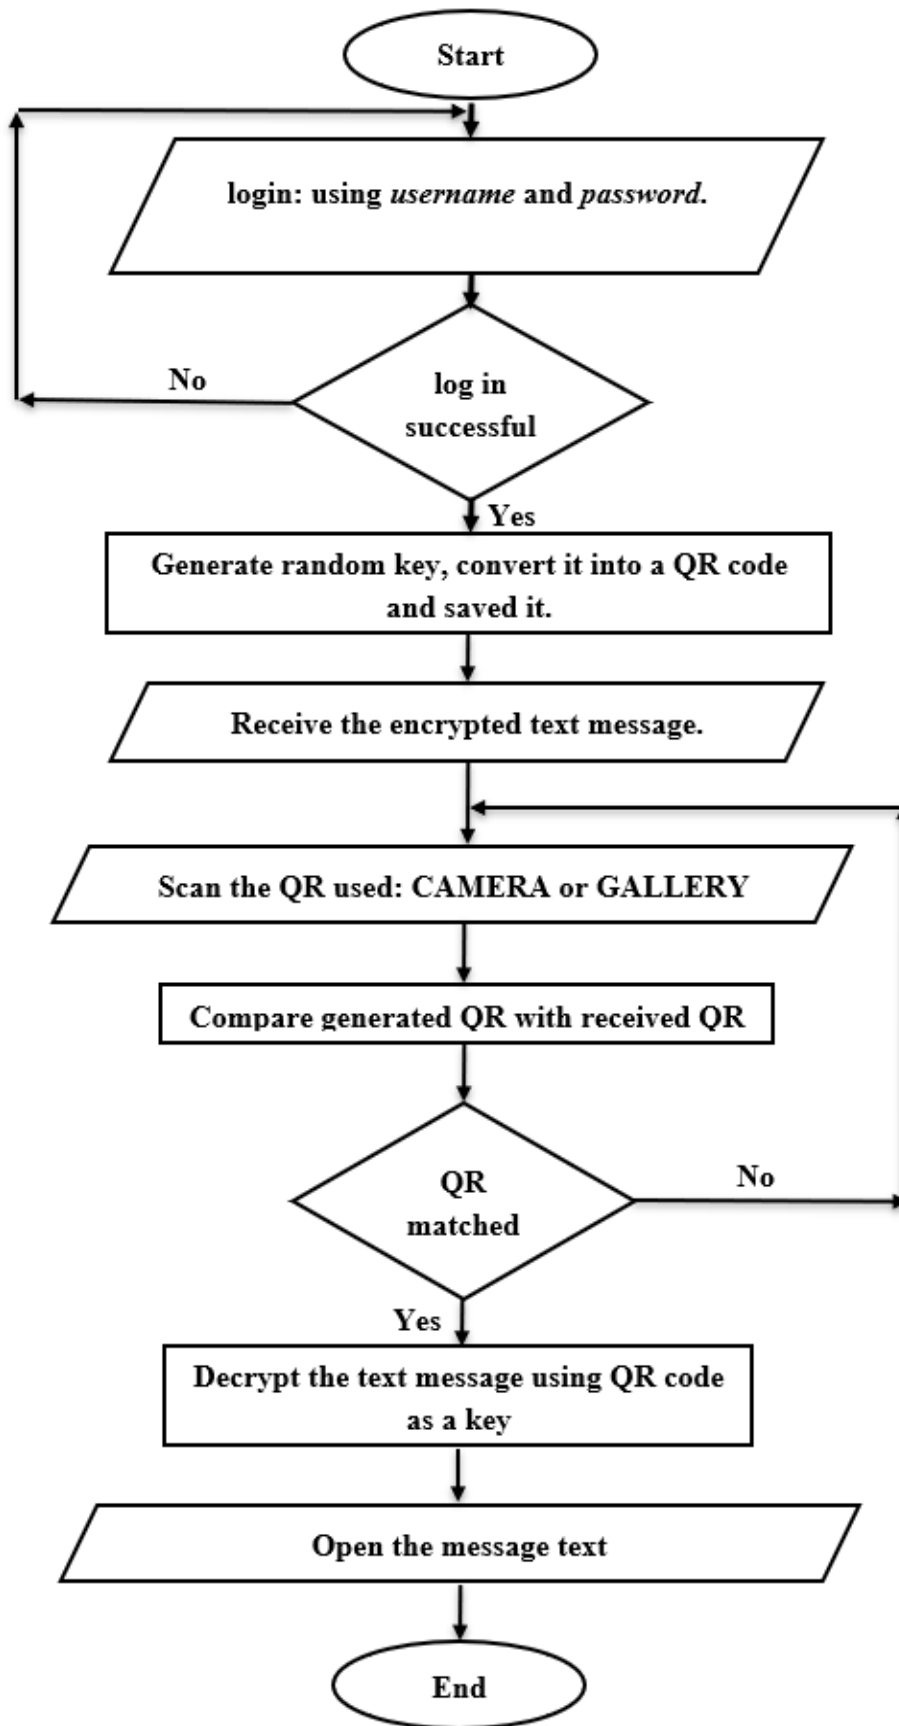 Start
login: using username and password.
No
log in
successful
Yes
Generate random key, convert it into a QR code
and saved it.
Receive the encrypted text message.
Scan the QR used: CAMERA or GALLERY
Compare generated QR with received QR
QR
matched
No
Yes
Decrypt the text message using QR code
as a key
Open the message text
End